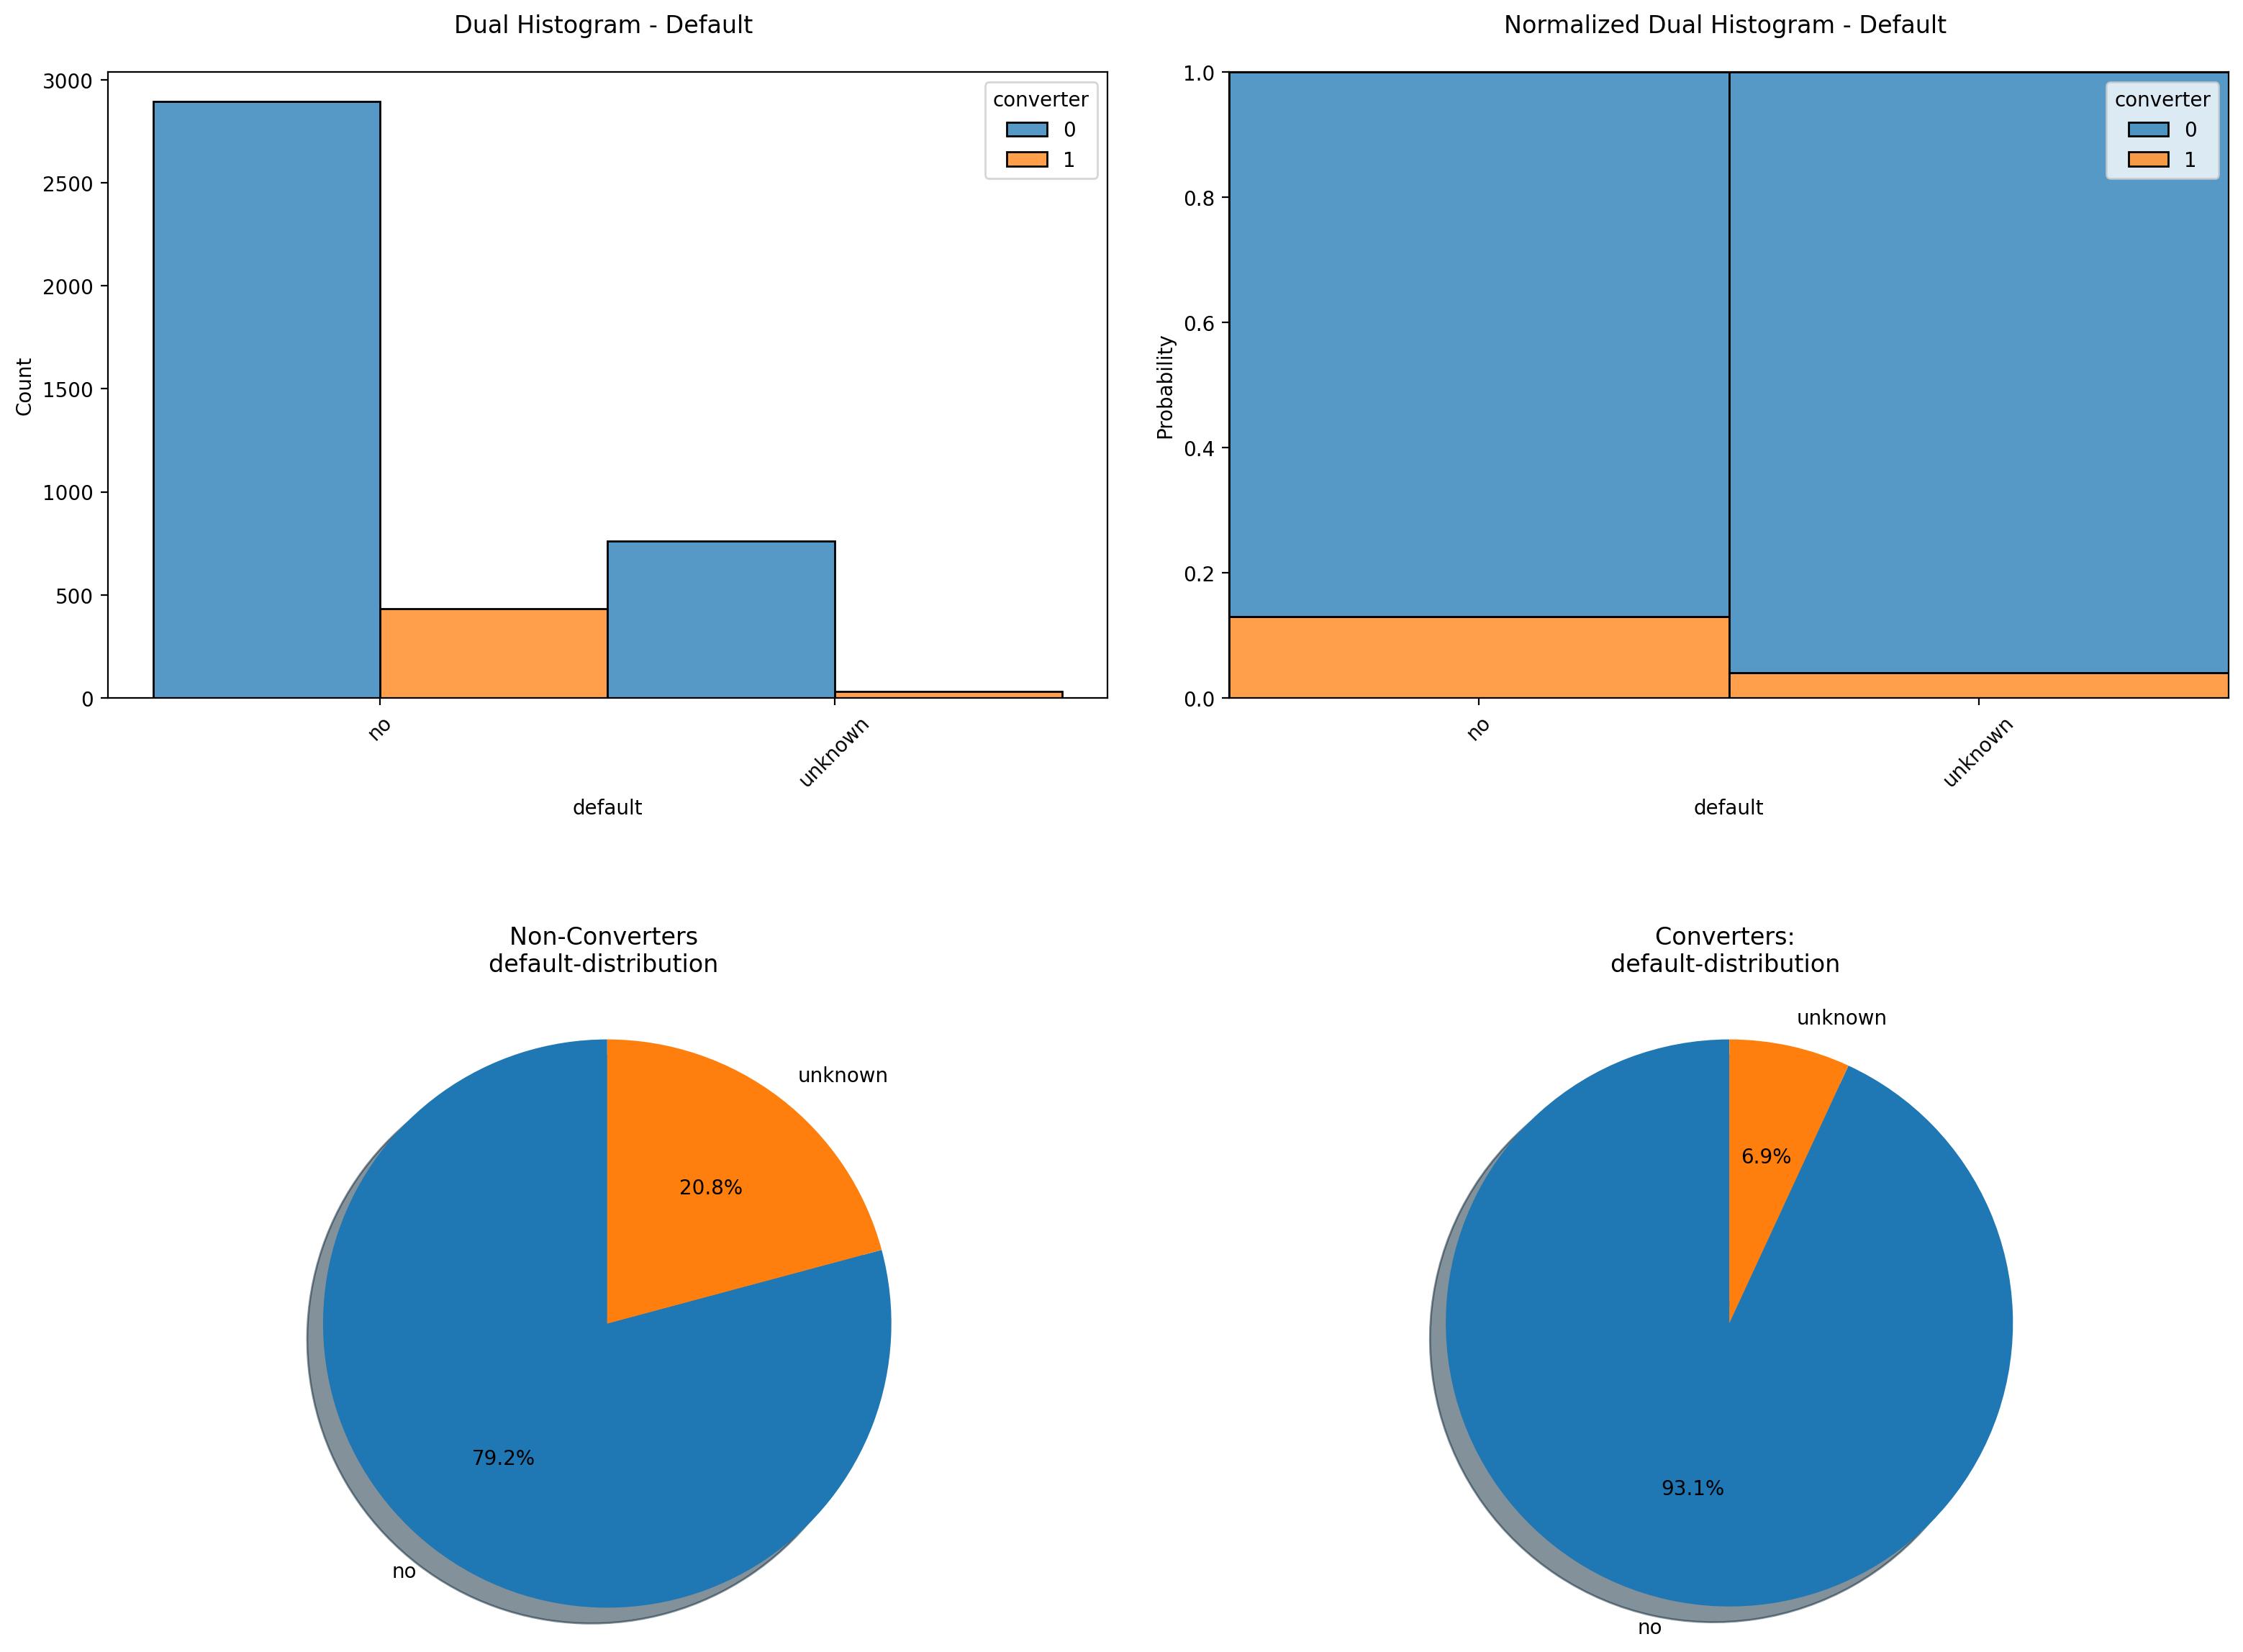 Dual Histogram - Default
3000
2500
2000
1500
1000
500
0
Count
converter
0
1
no
unknown
default
Normalized Dual Histogram - Default
1.0
0.8
0.6
0.4
0.2
0.0
Probability
converter
0
1
no
unknown
default
Non-Converters
default-distribution
unknown
20.8%
79.2%
no
Converters:
default-distribution
unknown
6.9%
93.1%
no